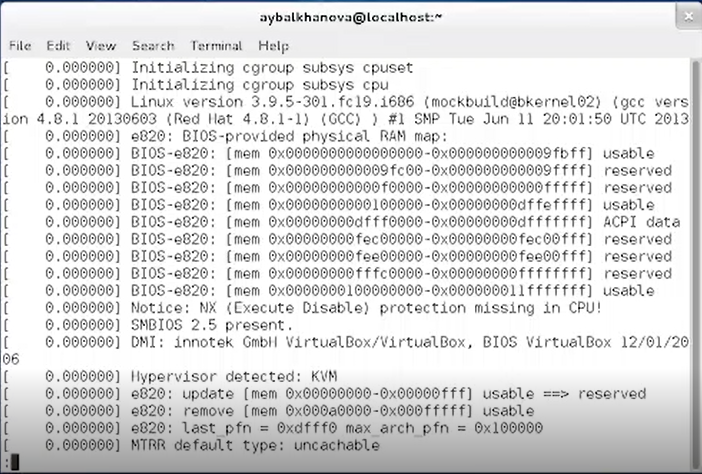 aybalkhanova@localhost:~
File Edit View Search Terminal Help
[    0.000000] Initializing cgroup subsys cpuset
[    0.000000] Initializing cgroup subsys cpu
[    0.000000] Linux version 3.9.5-301.fc19.i686 (mockbuild@bkernel02) (gcc vers
ion 4.8.1 20130603 (Red Hat 4.8.1-1) (GCC) ) #1 SMP Tue Jun 11 20:01:50 UTC 2013
[    0.000000] e820: BIOS-provided physical RAM map:
[    0.000000] BIOS-e820: [mem 0x0000000000000000-0x000000000009fbff] usable
[    0.000000] BIOS-e820: [mem 0x000000000009fc00-0x000000000009ffff] reserved
[    0.000000] BIOS-e820: [mem 0x00000000000f0000-0x00000000000fffff] reserved
[    0.000000] BIOS-e820: [mem 0x0000000000100000-0x00000000dffeffff] usable
[    0.000000] BIOS-e820: [mem 0x00000000dfff0000-0x00000000dfffffff] ACPI data
[    0.000000] BIOS-e820: [mem 0x00000000fec00000-0x00000000fec00fff] reserved
[    0.000000] BIOS-e820: [mem 0x00000000fee00000-0x00000000fee00fff] reserved
[    0.000000] BIOS-e820: [mem 0x00000000fffc0000-0x00000000ffffffff] reserved
[    0.000000] BIOS-e820: [mem 0x0000000100000000-0x000000011fffffff] usable
[    0.000000] Notice: NX (Execute Disable) protection missing in CPU!
[    0.000000] SMBIOS 2.5 present.
[    0.000000] DMI: innotek GmbH VirtualBox/VirtualBox, BIOS VirtualBox 12/01/20
06
[    0.000000] Hypervisor detected: KVM
[    0.000000] e820: update [mem 0x00000000-0x00000fff] usable ==> reserved
[    0.000000] e820: remove [mem 0x000a0000-0x000fffff] usable
[    0.000000] e820: last_pfn = 0xdfff0 max_arch_pfn = 0x100000
[    0.000000] MTRR default type: uncachable
: